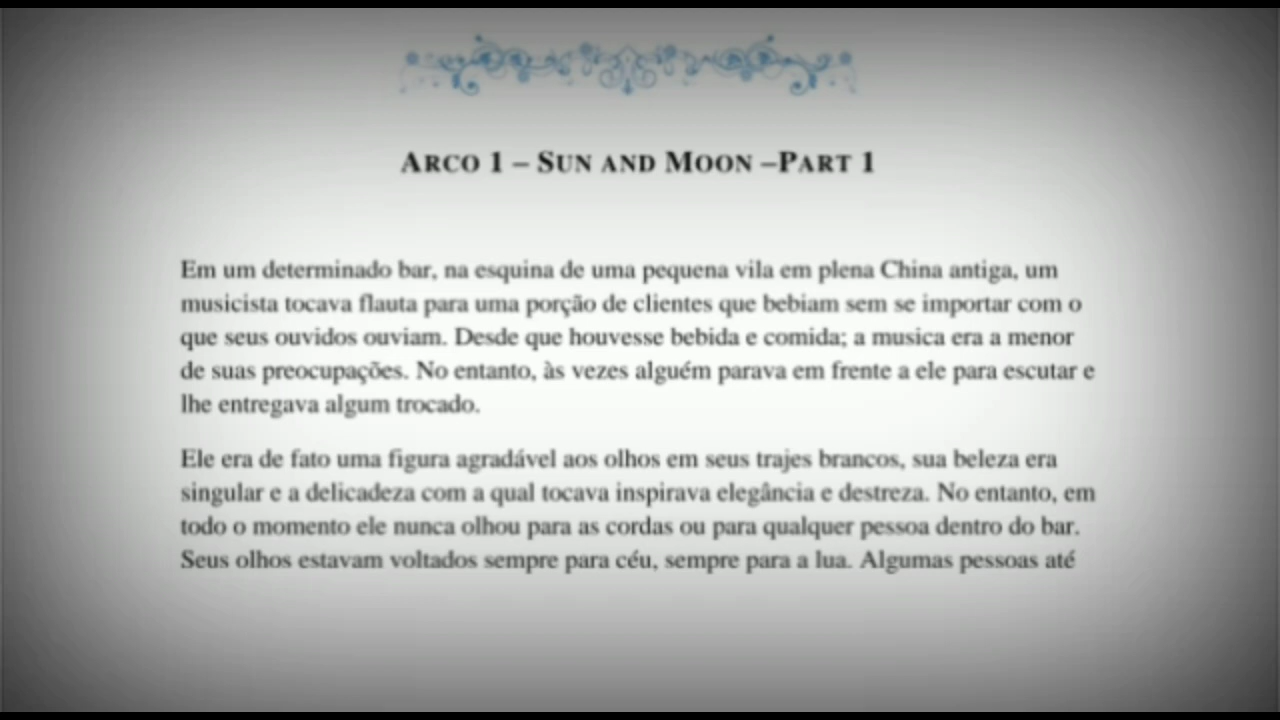 Arco 1 – Sun and Moon –Part 1
Em um determinado bar, na esquina de uma pequena vila em plena China antiga, um
musicista tocava flauta para uma porção de clientes que bebiam sem se importar com o
que seus ouvidos ouviam. Desde que houvesse bebida e comida; a musica era a menor
de suas preocupações. No entanto, às vezes alguém parava em frente a ele para escutar e
lhe entregava algum trocado.
Ele era de fato uma figura agradável aos olhos em seus trajes brancos, sua beleza era
singular e a delicadeza com a qual tocava inspirava elegância e destreza. No entanto, em
todo o momento ele nunca olhou para as cordas ou para qualquer pessoa dentro do bar.
Seus olhos estavam voltados sempre para céu, sempre para a lua. Algumas pessoas até